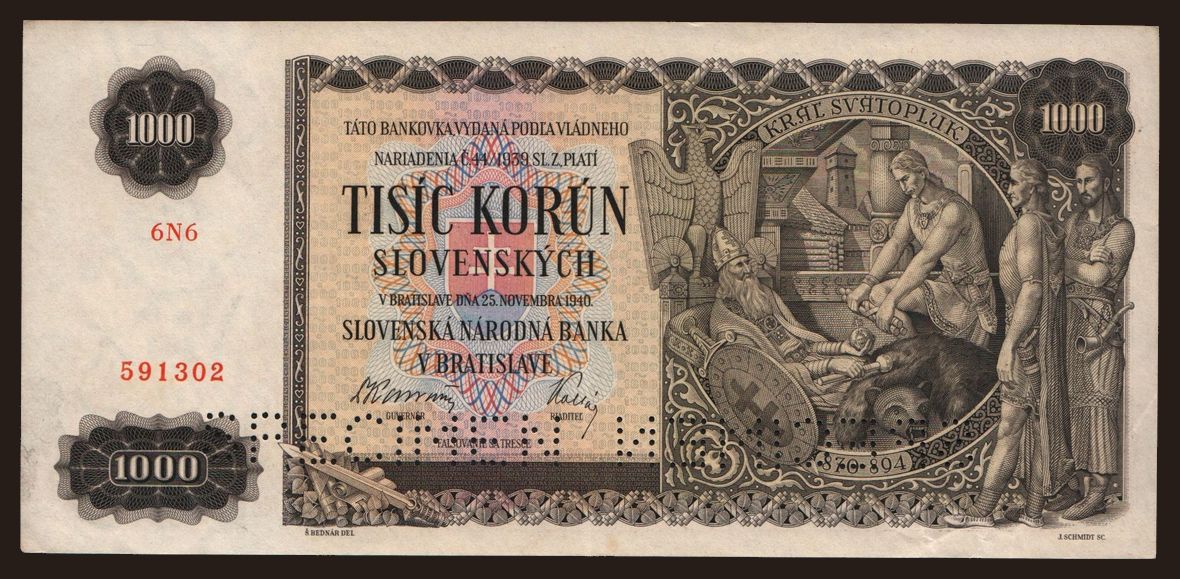 1000
1000
KRÁL SVÄTOPLUK
TÁTO BANKOVKA VYDANÁ PODĽA VLÁDNEHO
NARIADENIA Č. 44/1939 SL. Z. PLATÍ
TISÍC KORÚN
SLOVENSKÝCH
V BRATISLAVE DŇA 25. NOVEMBRA 1940.
SLOVENSKÁ NÁRODNÁ BANKA
V BRATISLAVE
GUVERNÉR
RIADITEĽ
FALŠOVANIE SA TRESCE
6N6
591302
1000
870-894
Š. BEDNÁR DEL.
J. SCHMIDT SC.